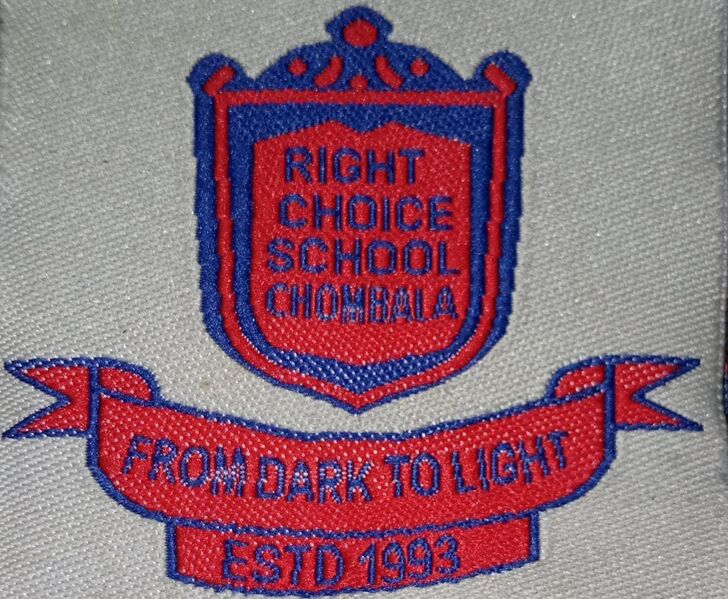 RIGHT
CHOICE
SCHOOL
CHOMBALA
FROM DARK TO LIGHT
ESTD 1993